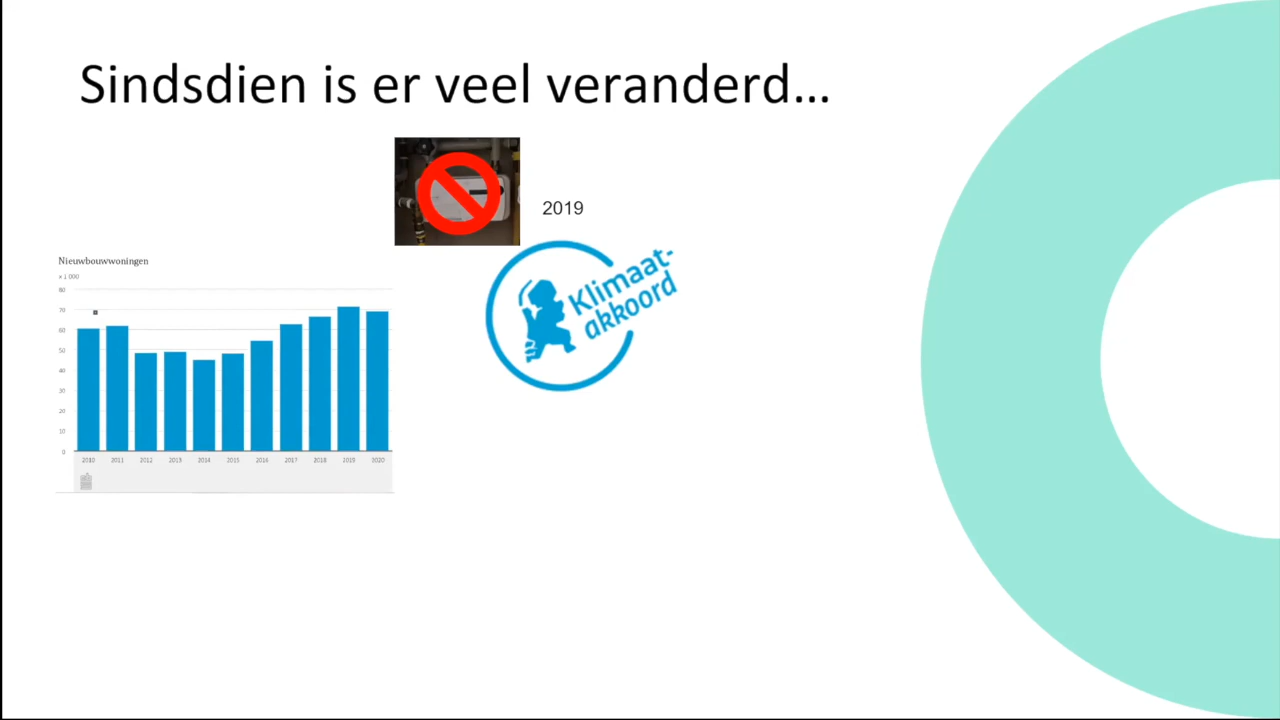 Sindsdien is er veel veranderd...
2019
Klimaat-
akkoord
Nieuwbouwwoningen
x 1 000
80
70
60
50
40
30
20
10
0
2010 2011 2012 2013 2014 2015 2016 2017 2018 2019 2020